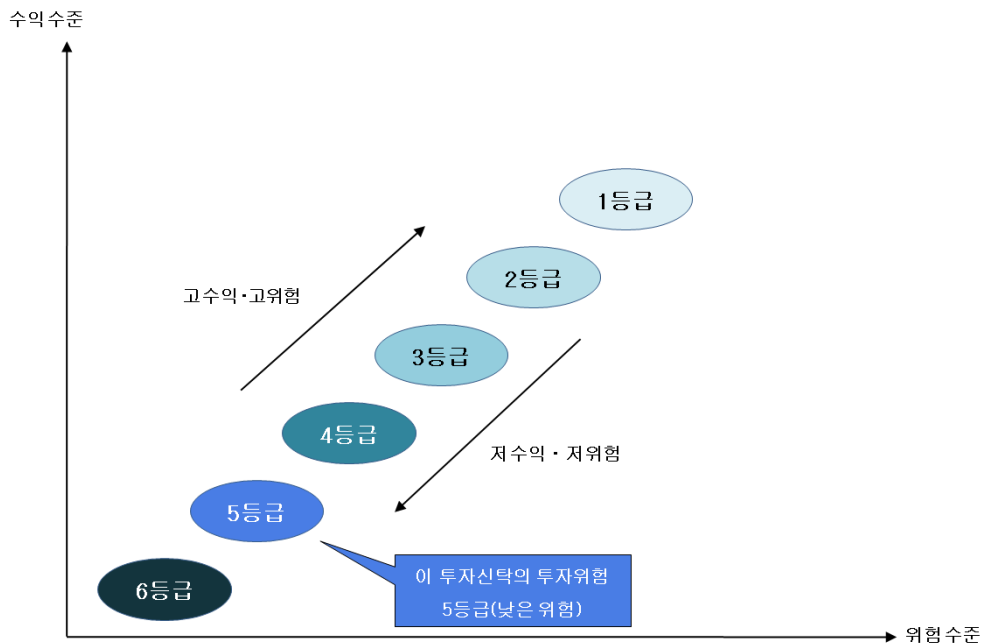 수익수준
1등급
2등급
고수익·고위험
3등급
4등급
저수익·저위험
5등급
이 투자신탁의 투자위험
5등급(낮은 위험)
6등급
위험수준